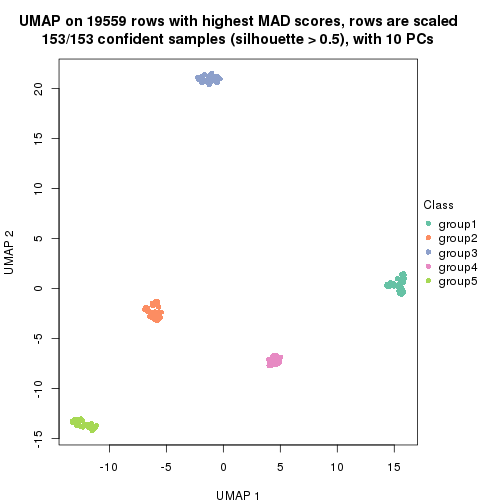 UMAP on 19559 rows with highest MAD scores, rows are scaled
153/153 confident samples (silhouette > 0.5), with 10 PCs
20
15
10
5
0
-5
-10
-15
UMAP 2
-10
-5
0
5
10
15
UMAP 1
Class
group1
group2
group3
group4
group5